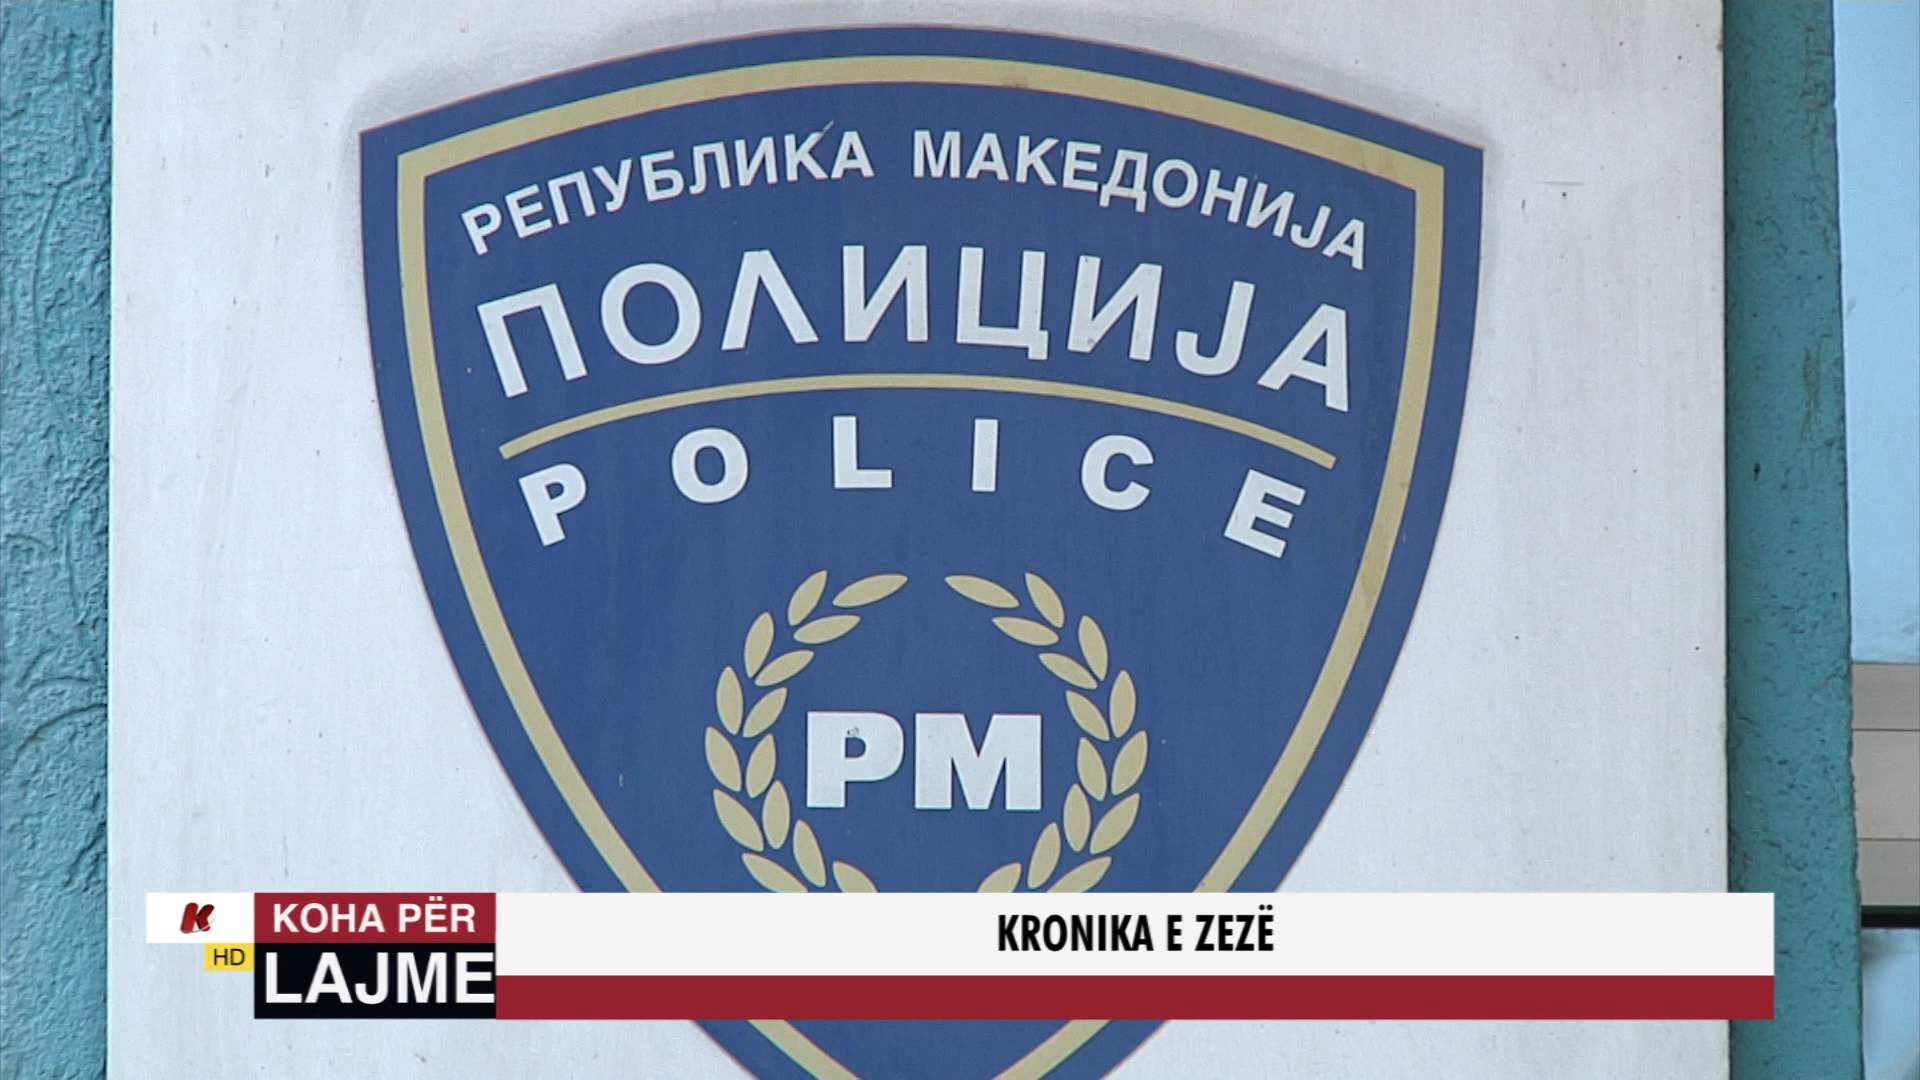 РЕПУБЛИКА МАКЕДОНИЈА
ПОЛИЦИЈА
POLICE
PM
K
HD
KOHA PËR
LAJME
KRONIKA E ZEZË